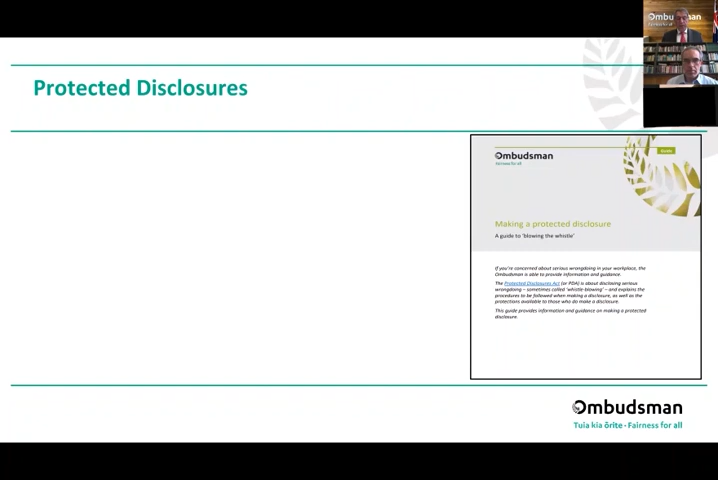 Ombudsman
Protected Disclosures
Guide
Ombudsman
Fairness for all
Making a protected disclosure
A guide to 'blowing the whistle'
If you're concerned about serious wrongdoing in your workplace, the
Ombudsman is able to provide information and guidance.
The Protected Disclosures Act (or PDA) is about disclosing serious
wrongdoing – sometimes called 'whistle-blowing' – and explains the
procedures to be followed when making a disclosure, as well as the
protections available to those who do make a disclosure.
This guide provides information and guidance on making a protected
disclosure.
Ombudsman
Tuia kia ōrite · Fairness for all